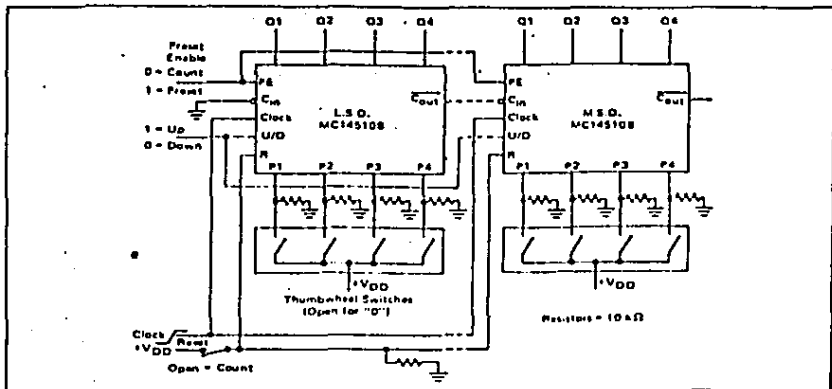 Q1 Q2 Q3 Q4 Q1 Q2 Q3 Q4
Preset
Enable
0 = Count
1 = Preset
PE
Cin
Clock
U/D
R
L.S.D.
MC14510B
Cout
P1 P2 P3 P4
PE
Cin
Clock
U/D
R
M.S.D.
MC14510B
Cout
P1 P2 P3 P4
1 = Up
0 = Down
+VDD
Thumbwheel Switches
(Open for "0")
+VDD
Resistors = 10 kΩ
Clock
Reset
+VDD
Open = Count